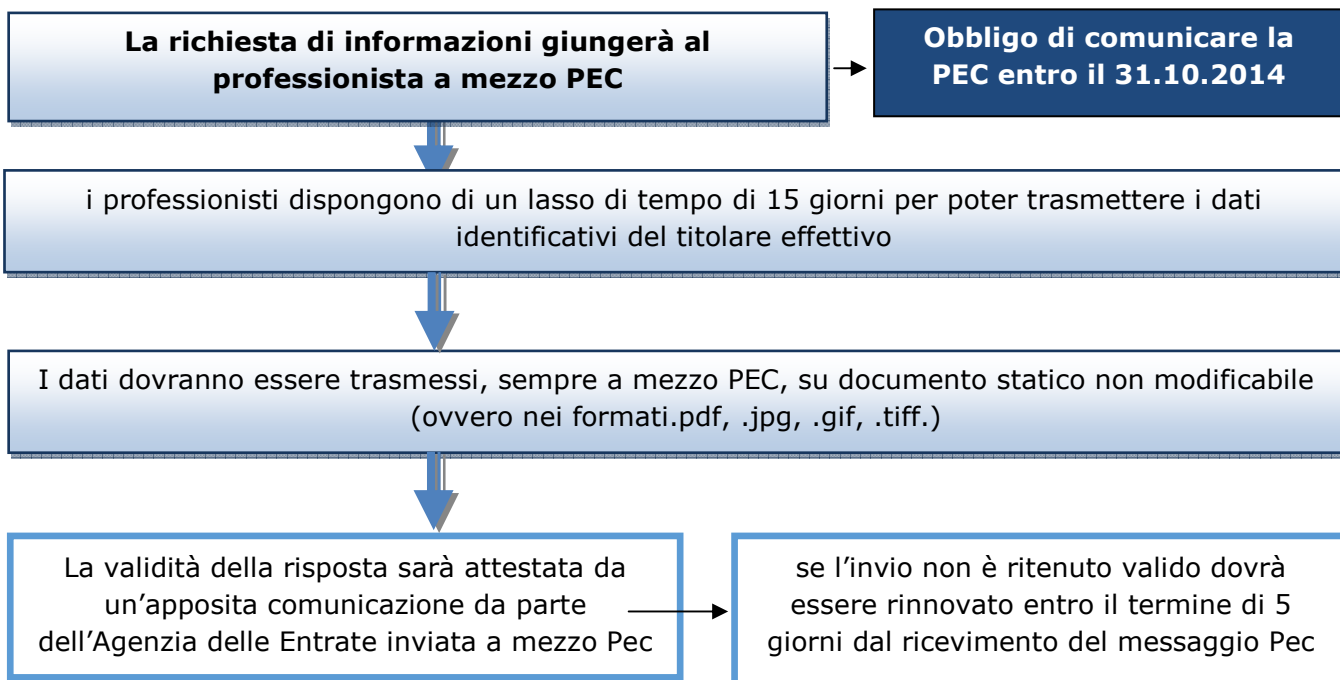 La richiesta di informazioni giungerà al
professionista a mezzo PEC
Obbligo di comunicare la
PEC entro il 31.10.2014
i professionisti dispongono di un lasso di tempo di 15 giorni per poter trasmettere i dati
identificativi del titolare effettivo
I dati dovranno essere trasmessi, sempre a mezzo PEC, su documento statico non modificabile
(ovvero nei formati.pdf, .jpg, .gif, .tiff.)
La validità della risposta sarà attestata da
un’apposita comunicazione da parte
dell’Agenzia delle Entrate inviata a mezzo Pec
se l’invio non è ritenuto valido dovrà
essere rinnovato entro il termine di 5
giorni dal ricevimento del messaggio Pec